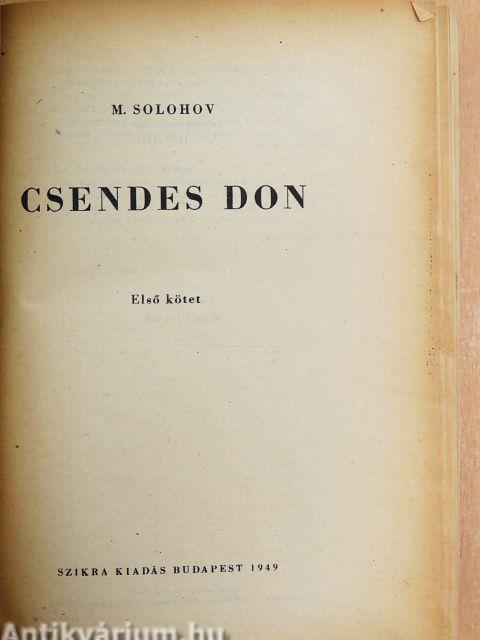 M. SOLOHOV
CSENDES DON
Első kötet
SZIKRA KIADÁS BUDAPEST 1949
Antikvárium.hu